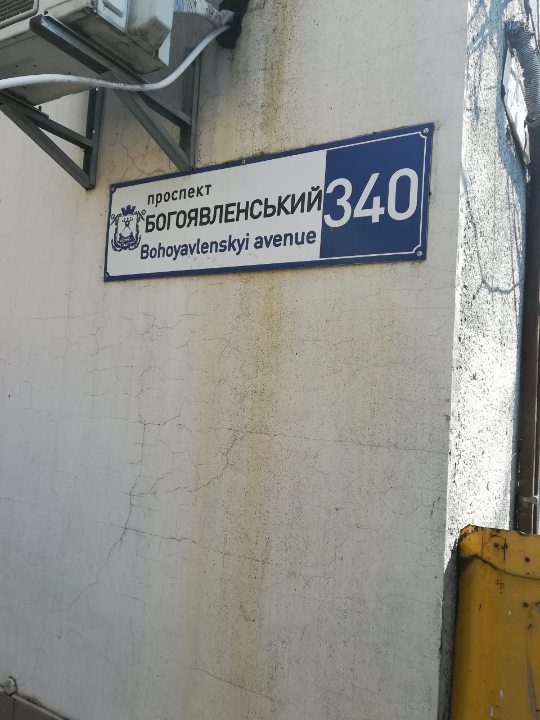 проспект
БОГОЯВЛЕНСЬКИЙ
Bohoyavlenskyi avenue
340